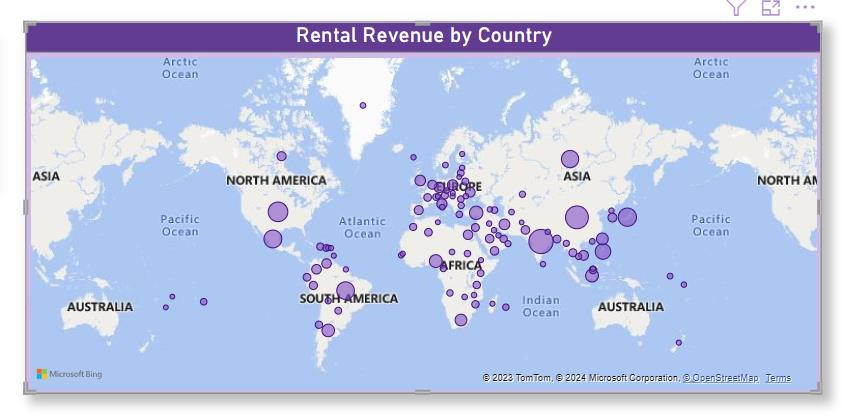 Rental Revenue by Country
Arctic
Ocean
Arctic
Ocean
ASIA
NORTH AMERICA
EUROPE
ASIA
NORTH AM
Pacific
Ocean
Atlantic
Ocean
Pacific
Ocean
AFRICA
AUSTRALIA
SOUTH AMERICA
Indian
Ocean
AUSTRALIA
Microsoft Bing
© 2023 TomTom, © 2024 Microsoft Corporation, © OpenStreetMap Terms